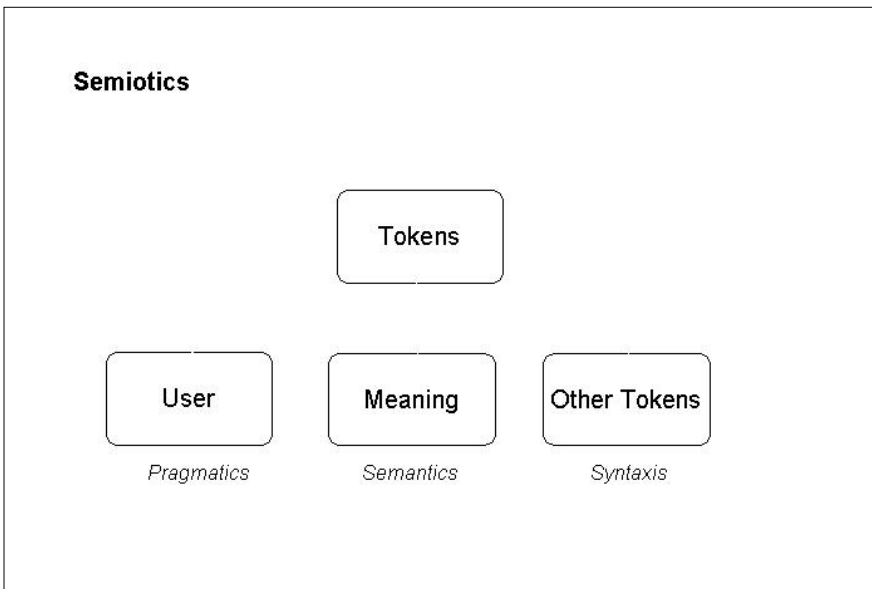 Semiotics
Tokens
User
Meaning
Other Tokens
Pragmatics
Semantics
Syntaxis